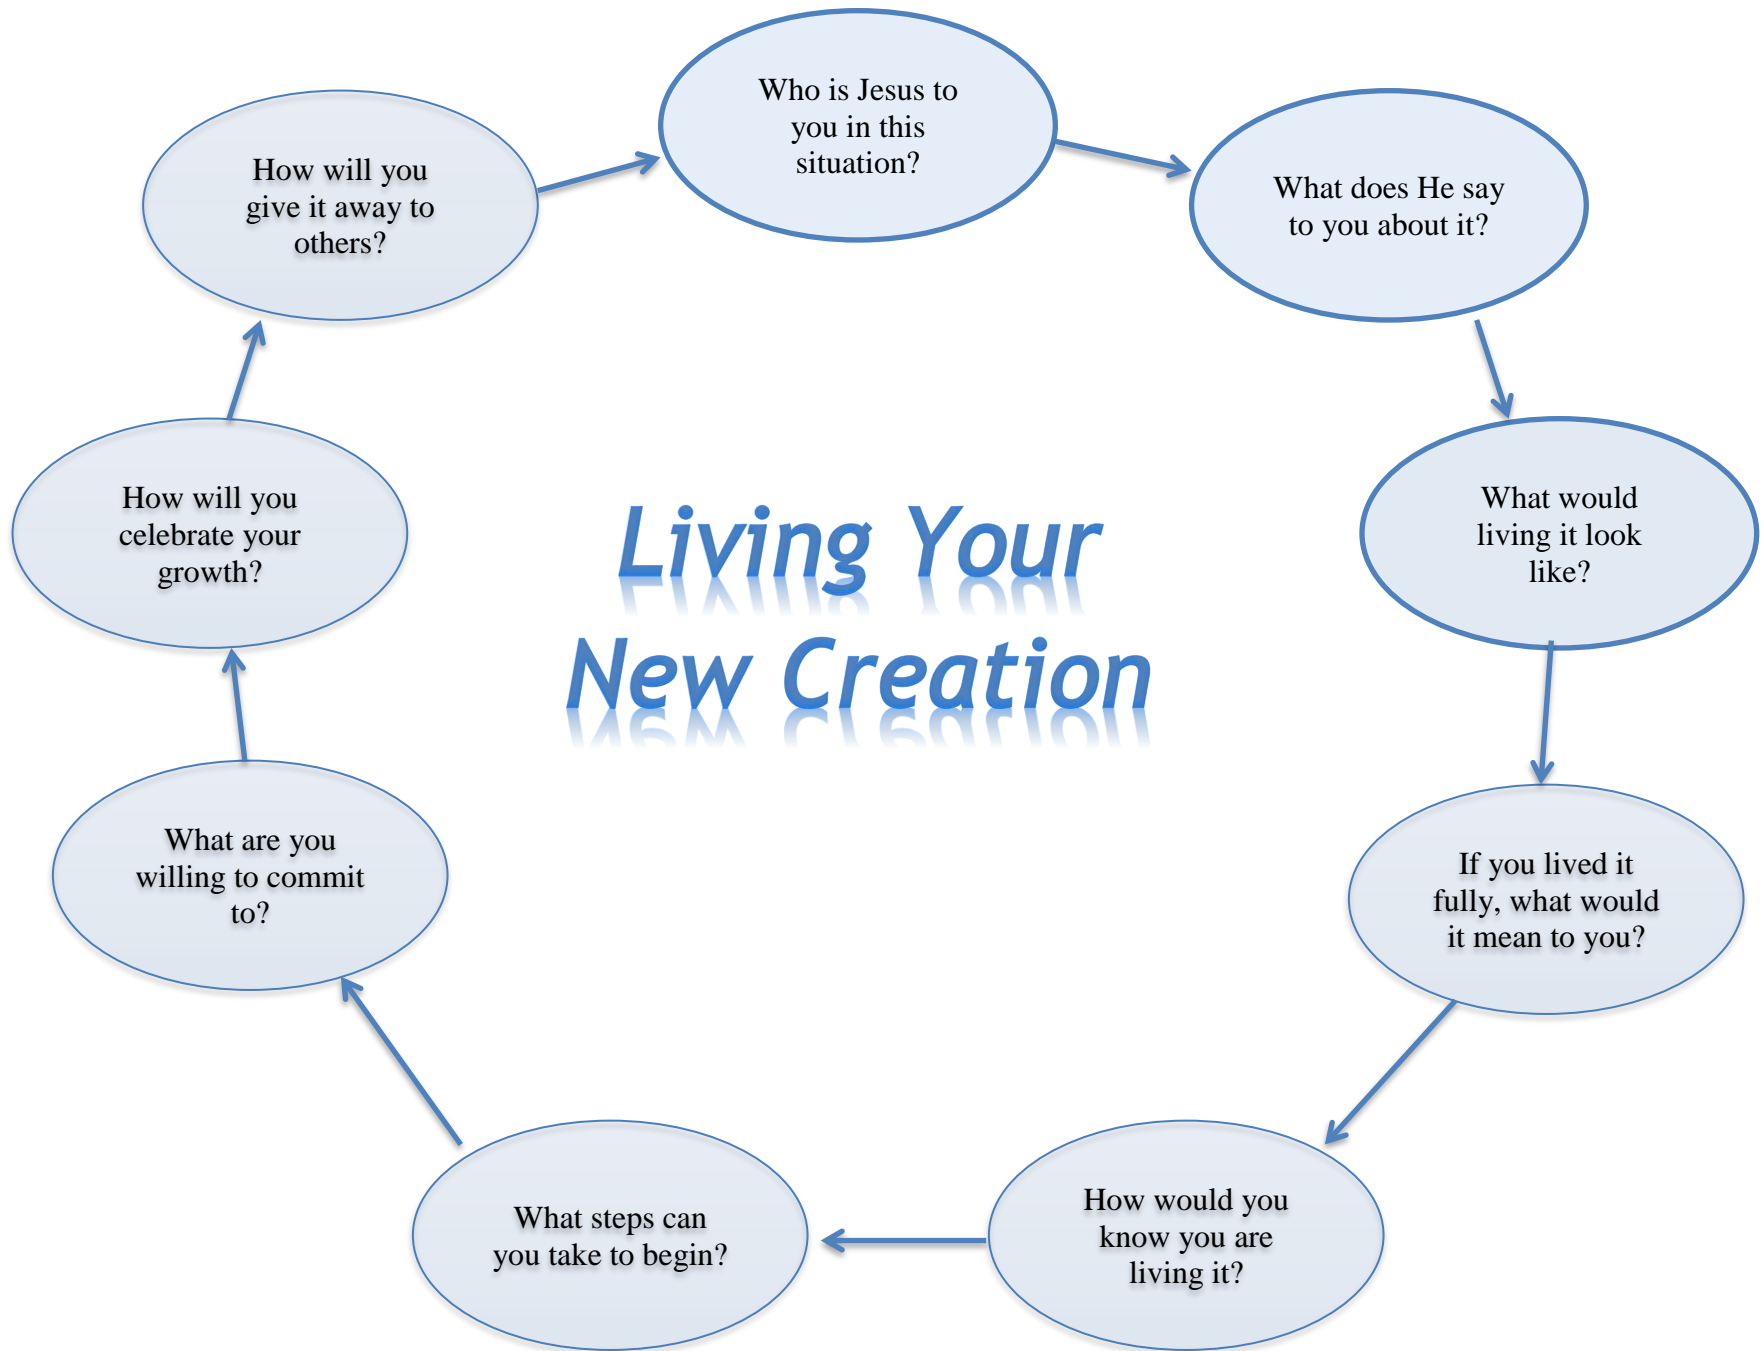 Who is Jesus to
you in this
situation?
What does He say
to you about it?
What would
living it look
like?
If you lived it
fully, what would
it mean to you?
How would you
know you are
living it?
What steps can
you take to begin?
What are you
willing to commit
to?
How will you
celebrate your
growth?
How will you
give it away to
others?
Living Your
New Creation